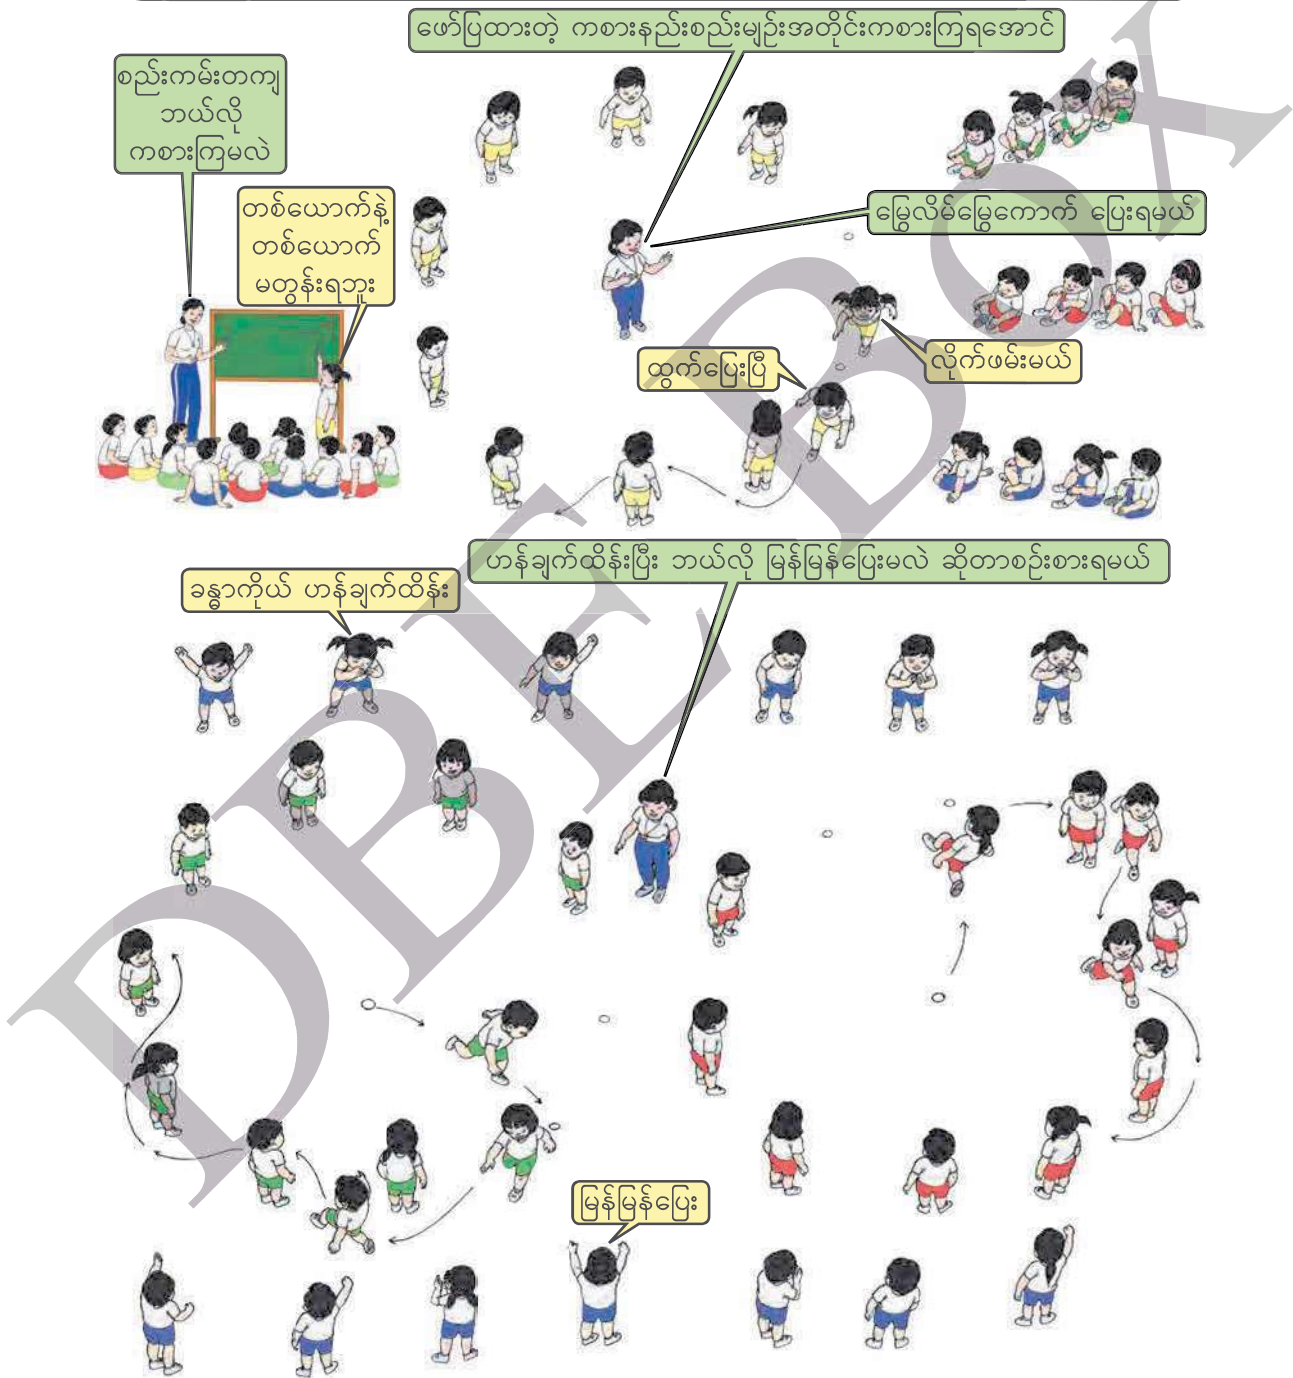 ဖော်ပြထားတဲ့ ကစားနည်းစည်းမျဉ်းအတိုင်းကစားကြရအောင်
စည်းကမ်းတကျ
ဘယ်လို
ကစားကြမလဲ
တစ်ယောက်နဲ့
တစ်ယောက်
မတွန်းရဘူး
မြွေလိမ်မြွေကောက် ပြေးရမယ်
ထွက်ပြေးပြီ
လိုက်ဖမ်းမယ်
ဟန်ချက်ထိန်းပြီး ဘယ်လို မြန်မြန်ပြေးမလဲ ဆိုတာစဉ်းစားရမယ်
ခန္ဓာကိုယ် ဟန်ချက်ထိန်း
မြန်မြန်ပြေး
DBE Box